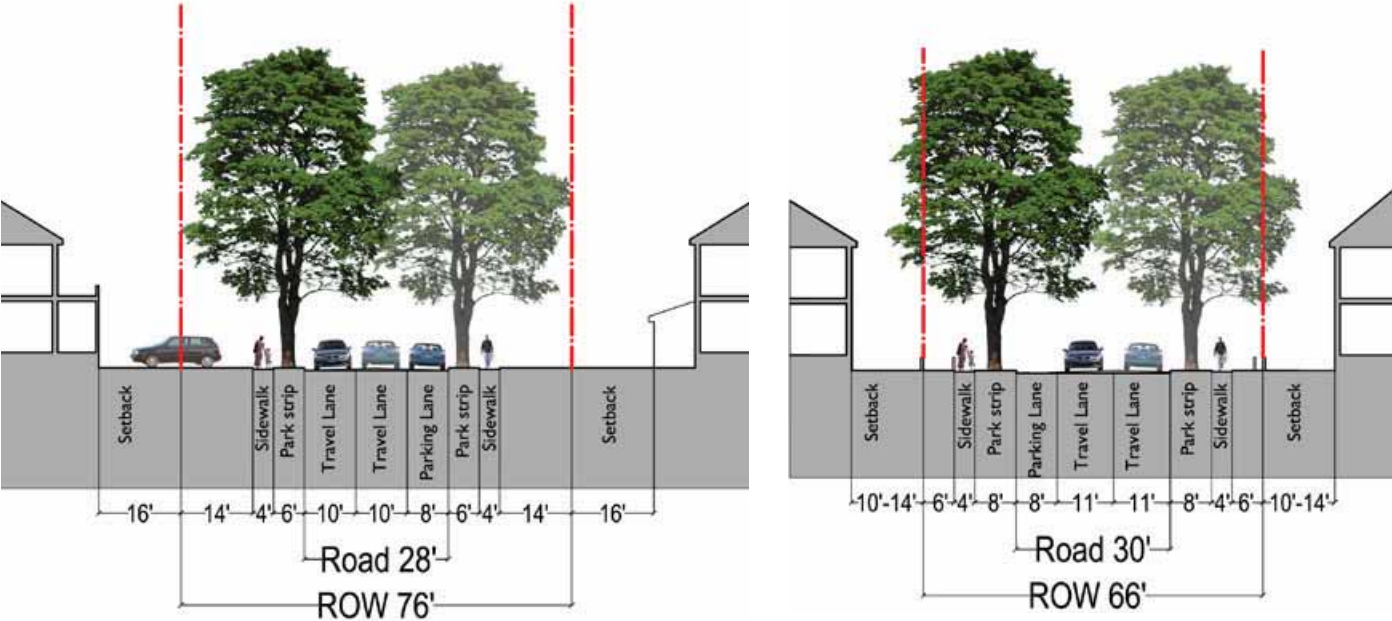 Setback
Sidewalk
Park strip
Travel Lane
Travel Lane
Parking Lane
Park strip
Sidewalk
Setback
16' 14' 4' 6' 10' 10' 8' 6' 4' 14' 16'
Road 28'
ROW 76'
Setback
Sidewalk
Park strip
Parking Lane
Travel Lane
Travel Lane
Park strip
Sidewalk
Setback
10'-14' 6' 4' 8' 8' 11' 11' 8' 4' 6' 10'-14'
Road 30'
ROW 66'